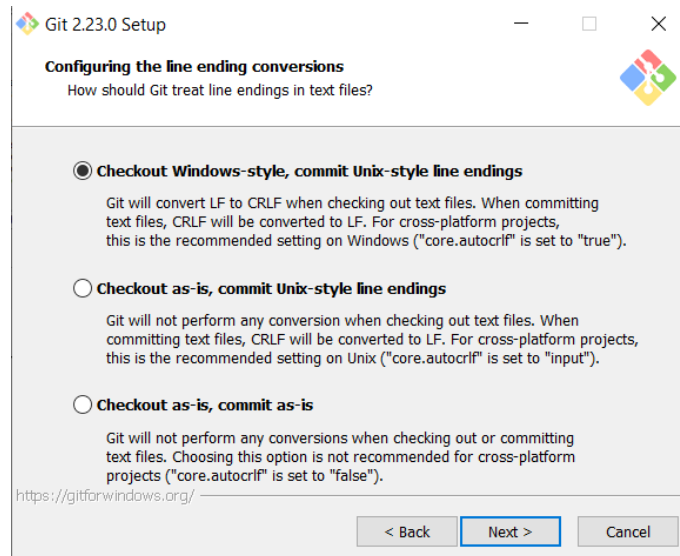 Git 2.23.0 Setup
Configuring the line ending conversions
How should Git treat line endings in text files?
Checkout Windows-style, commit Unix-style line endings
Git will convert LF to CRLF when checking out text files. When committing
text files, CRLF will be converted to LF. For cross-platform projects,
this is the recommended setting on Windows ("core.autocrlf" is set to "true").
Checkout as-is, commit Unix-style line endings
Git will not perform any conversion when checking out text files. When
committing text files, CRLF will be converted to LF. For cross-platform projects,
this is the recommended setting on Unix ("core.autocrlf" is set to "input").
Checkout as-is, commit as-is
Git will not perform any conversions when checking out or committing
text files. Choosing this option is not recommended for cross-platform
projects ("core.autocrlf" is set to "false").
https://gitforwindows.org/
< Back Next > Cancel